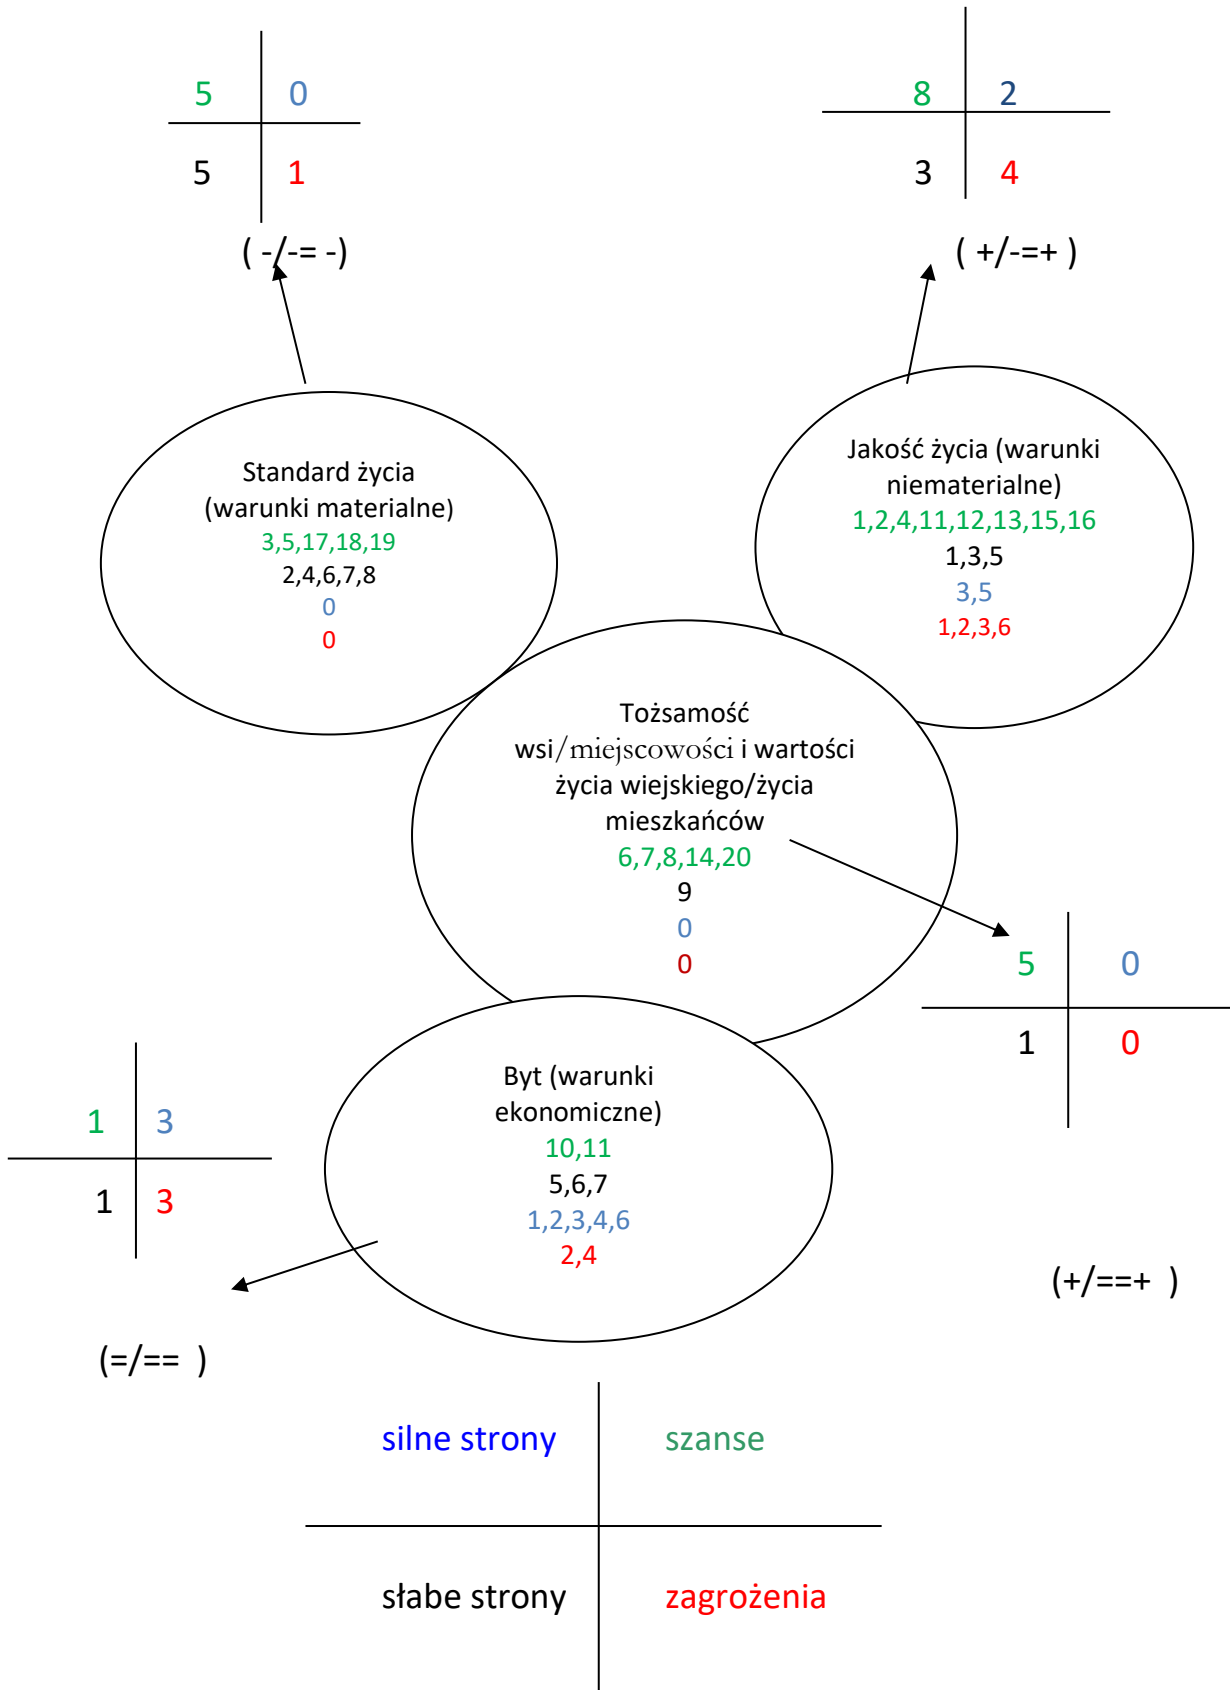 5 0
5 1
( -/-= -)
8 2
3 4
( +/-=+ )
Standard życia
(warunki materialne)
3,5,17,18,19
2,4,6,7,8
0
0
Jakość życia (warunki
niematerialne)
1,2,4,11,12,13,15,16
1,3,5
3,5
1,2,3,6
Tożsamość
wsi/miejscowości i wartości
życia wiejskiego/życia
mieszkańców
6,7,8,14,20
9
0
0
5 0
1 0
(+/==+ )
Byt (warunki
ekonomiczne)
10,11
5,6,7
1,2,3,4,6
2,4
1 3
1 3
(=/== )
silne strony szanse
słabe strony zagrożenia